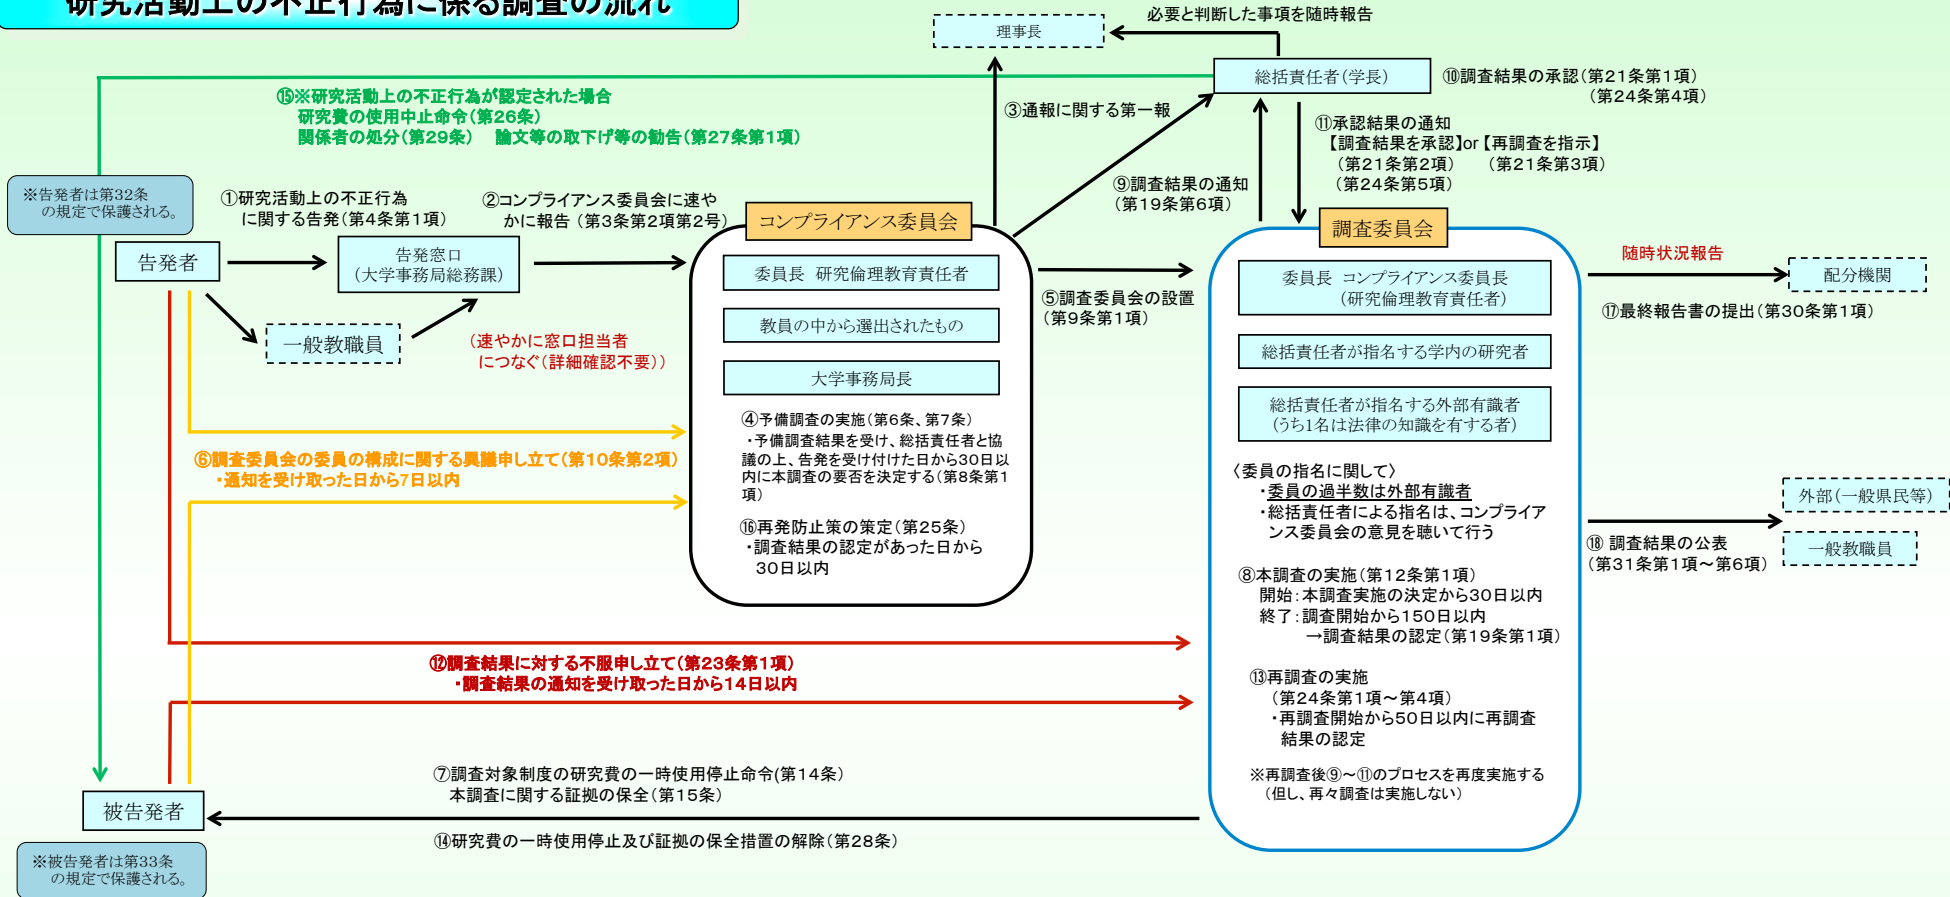 研究活動上の不正行為に係る調査の流れ
必要と判断した事項を随時報告
理事長
総括責任者(学長)
⑩調査結果の承認(第21条第1項)
(第24条第4項)
⑮※研究活動上の不正行為が認定された場合
研究費の使用中止命令(第26条)
関係者の処分(第29条)　論文等の取下げ等の勧告(第27条第1項)
③通報に関する第一報
⑪承認結果の通知
【調査結果を承認】or【再調査を指示】
(第21条第2項)　(第21条第3項)
(第24条第5項)
⑨調査結果の通知
(第19条第6項)
※告発者は第32条
の規定で保護される。
①研究活動上の不正行為
に関する告発(第4条第1項)
②コンプライアンス委員会に速や
かに報告 (第3条第2項第2号)
告発者
告発窓口
(大学事務局総務課)
一般教職員
(速やかに窓口担当者
につなぐ(詳細確認不要))
コンプライアンス委員会
委員長 研究倫理教育責任者
教員の中から選出されたもの
大学事務局長
④予備調査の実施(第6条、第7条)
・予備調査結果を受け、総括責任者と協
議の上、告発を受け付けた日から30日以
内に本調査の要否を決定する(第8条第1
項)
⑯再発防止策の策定(第25条)
・調査結果の認定があった日から
30日以内
⑤調査委員会の設置
(第9条第1項)
調査委員会
委員長 コンプライアンス委員長
(研究倫理教育責任者)
総括責任者が指名する学内の研究者
総括責任者が指名する外部有識者
(うち1名は法律の知識を有する者)
〈委員の指名に関して〉
・委員の過半数は外部有識者
・総括責任者による指名は、コンプライア
ンス委員会の意見を聴いて行う
⑧本調査の実施(第12条第1項)
開始:本調査実施の決定から30日以内
終了:調査開始から150日以内
→調査結果の認定(第19条第1項)
⑬再調査の実施
(第24条第1項～第4項)
・再調査開始から50日以内に再調査
結果の認定
※再調査後⑨～⑪のプロセスを再度実施する
(但し、再々調査は実施しない)
随時状況報告
配分機関
⑰最終報告書の提出(第30条第1項)
外部(一般県民等)
一般教職員
⑱ 調査結果の公表
(第31条第1項～第6項)
⑥調査委員会の委員の構成に関する異議申し立て(第10条第2項)
・通知を受け取った日から7日以内
⑫調査結果に対する不服申し立て(第23条第1項)
・調査結果の通知を受け取った日から14日以内
⑦調査対象制度の研究費の一時使用停止命令(第14条)
本調査に関する証拠の保全(第15条)
被告発者
⑭研究費の一時使用停止及び証拠の保全措置の解除(第28条)
※被告発者は第33条
の規定で保護される。